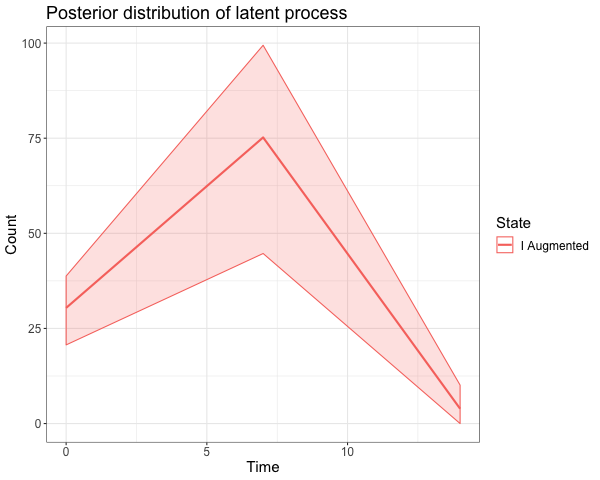 Posterior distribution of latent process
100
75
50
25
0
Count
0 5 10
Time
State
I Augmented